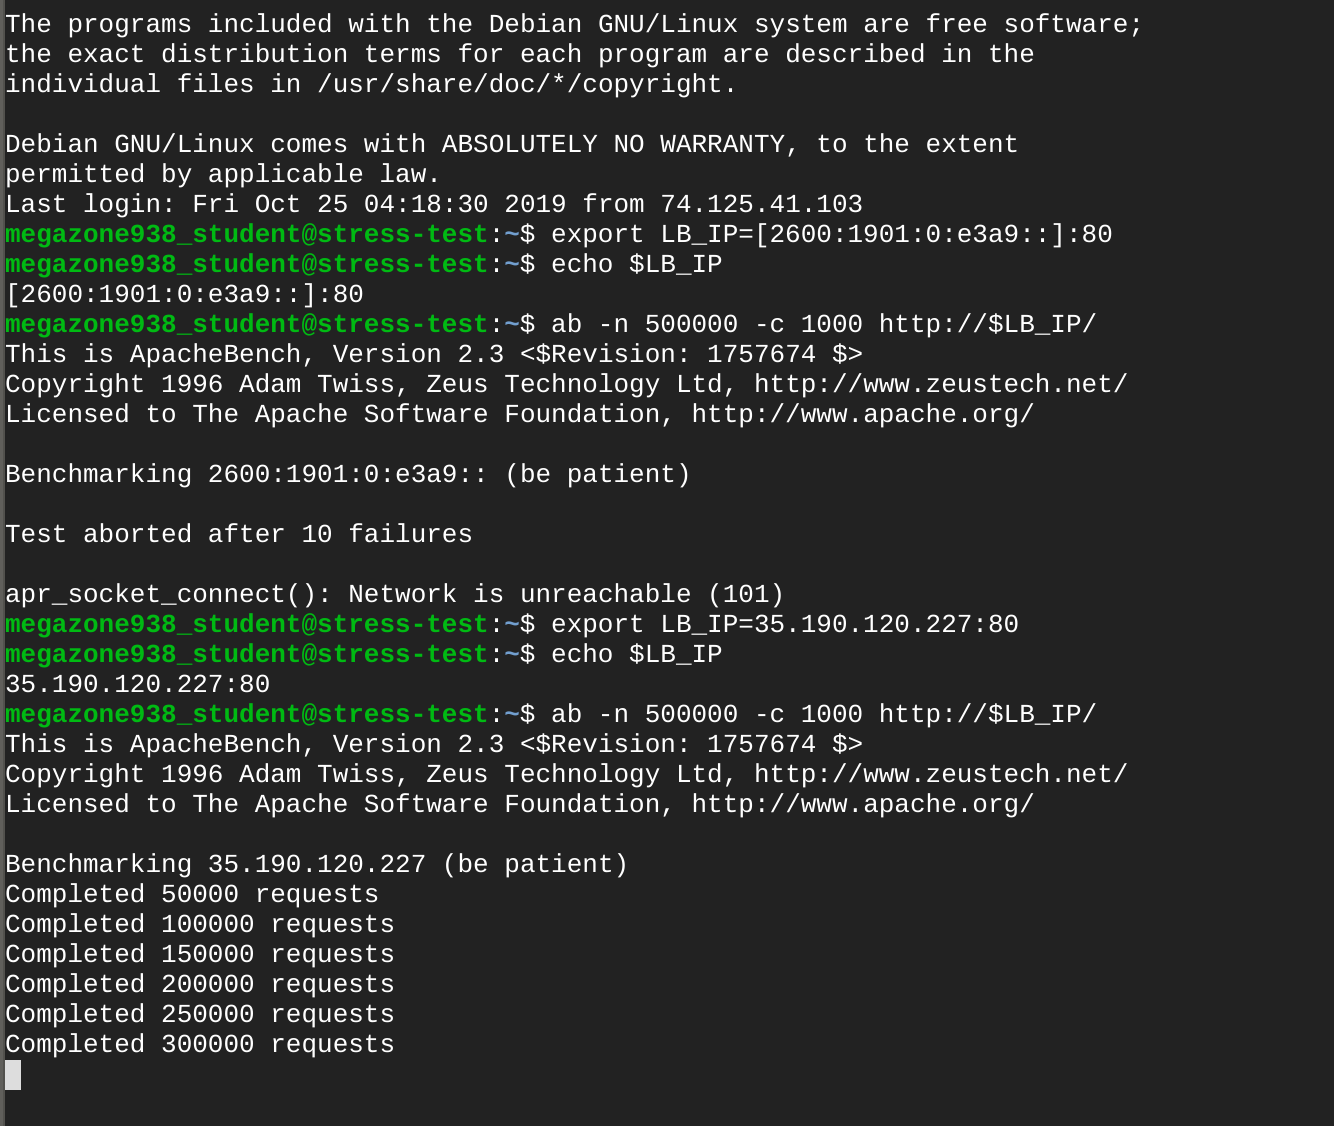 The programs included with the Debian GNU/Linux system are free software;
the exact distribution terms for each program are described in the
individual files in /usr/share/doc/*/copyright.
Debian GNU/Linux comes with ABSOLUTELY NO WARRANTY, to the extent
permitted by applicable law.
Last login: Fri Oct 25 04:18:30 2019 from 74.125.41.103
megazone938_student@stress-test:~$ export LB_IP=[2600:1901:0:e3a9::]:80
megazone938_student@stress-test:~$ echo $LB_IP
[2600:1901:0:e3a9::]:80
megazone938_student@stress-test:~$ ab -n 500000 -c 1000 http://$LB_IP/
This is ApacheBench, Version 2.3 <$Revision: 1757674 $>
Copyright 1996 Adam Twiss, Zeus Technology Ltd, http://www.zeustech.net/
Licensed to The Apache Software Foundation, http://www.apache.org/
Benchmarking 2600:1901:0:e3a9:: (be patient)
Test aborted after 10 failures
apr_socket_connect(): Network is unreachable (101)
megazone938_student@stress-test:~$ export LB_IP=35.190.120.227:80
megazone938_student@stress-test:~$ echo $LB_IP
35.190.120.227:80
megazone938_student@stress-test:~$ ab -n 500000 -c 1000 http://$LB_IP/
This is ApacheBench, Version 2.3 <$Revision: 1757674 $>
Copyright 1996 Adam Twiss, Zeus Technology Ltd, http://www.zeustech.net/
Licensed to The Apache Software Foundation, http://www.apache.org/
Benchmarking 35.190.120.227 (be patient)
Completed 50000 requests
Completed 100000 requests
Completed 150000 requests
Completed 200000 requests
Completed 250000 requests
Completed 300000 requests